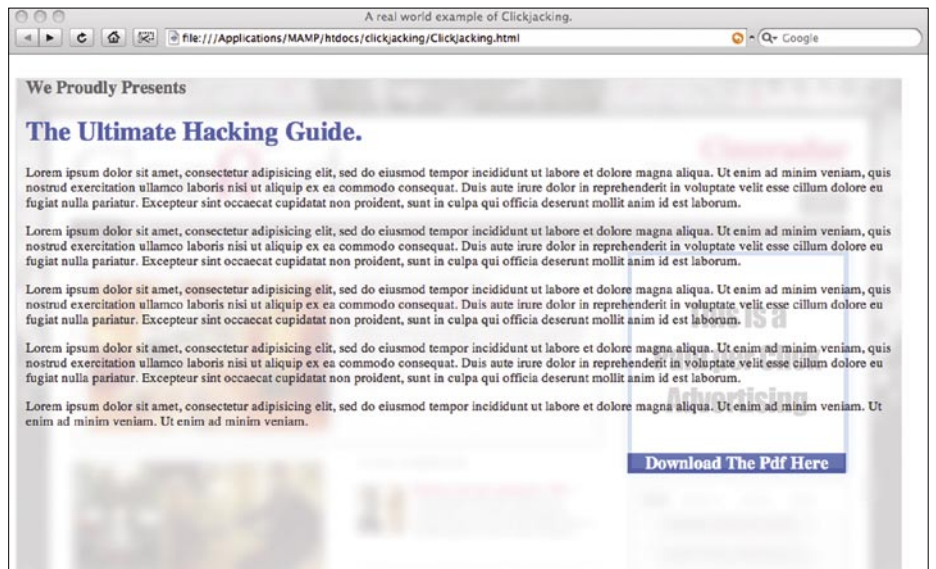 A real world example of Clickjacking.
file:///Applications/MAMP/htdocs/clickjacking/Clickjacking.html
Google
We Proudly Presents
The Ultimate Hacking Guide.
Lorem ipsum dolor sit amet, consectetur adipisicing elit, sed do eiusmod tempor incididunt ut labore et dolore magna aliqua. Ut enim ad minim veniam, quis
nostrud exercitation ullamco laboris nisi ut aliquip ex ea commodo consequat. Duis aute irure dolor in reprehenderit in voluptate velit esse cillum dolore eu
fugiat nulla pariatur. Excepteur sint occaecat cupidatat non proident, sunt in culpa qui officia deserunt mollit anim id est laborum.
Lorem ipsum dolor sit amet, consectetur adipisicing elit, sed do eiusmod tempor incididunt ut labore et dolore magna aliqua. Ut enim ad minim veniam, quis
nostrud exercitation ullamco laboris nisi ut aliquip ex ea commodo consequat. Duis aute irure dolor in reprehenderit in voluptate velit esse cillum dolore eu
fugiat nulla pariatur. Excepteur sint occaecat cupidatat non proident, sunt in culpa qui officia deserunt mollit anim id est laborum.
Lorem ipsum dolor sit amet, consectetur adipisicing elit, sed do eiusmod tempor incididunt ut labore et dolore magna aliqua. Ut enim ad minim veniam, quis
nostrud exercitation ullamco laboris nisi ut aliquip ex ea commodo consequat. Duis aute irure dolor in reprehenderit in voluptate velit esse cillum dolore eu
fugiat nulla pariatur. Excepteur sint occaecat cupidatat non proident, sunt in culpa qui officia deserunt mollit anim id est laborum.
This is a
Lorem ipsum dolor sit amet, consectetur adipisicing elit, sed do eiusmod tempor incididunt ut labore et dolore magna aliqua. Ut enim ad minim veniam, quis
nostrud exercitation ullamco laboris nisi ut aliquip ex ea commodo consequat. Duis aute irure dolor in reprehenderit in voluptate velit esse cillum dolore eu
fugiat nulla pariatur. Excepteur sint occaecat cupidatat non proident, sunt in culpa qui officia deserunt mollit anim id est laborum.
Advertising
Lorem ipsum dolor sit amet, consectetur adipisicing elit, sed do eiusmod tempor incididunt ut labore et dolore magna aliqua. Ut enim ad minim veniam. Ut
enim ad minim veniam. Ut enim ad minim veniam.
Download The Pdf Here